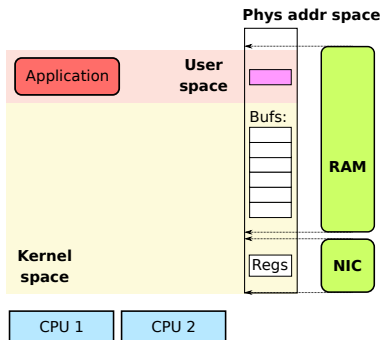 Phys addr space
Application
User
space
Bufs:
RAM
Kernel
space
Regs
NIC
CPU 1
CPU 2